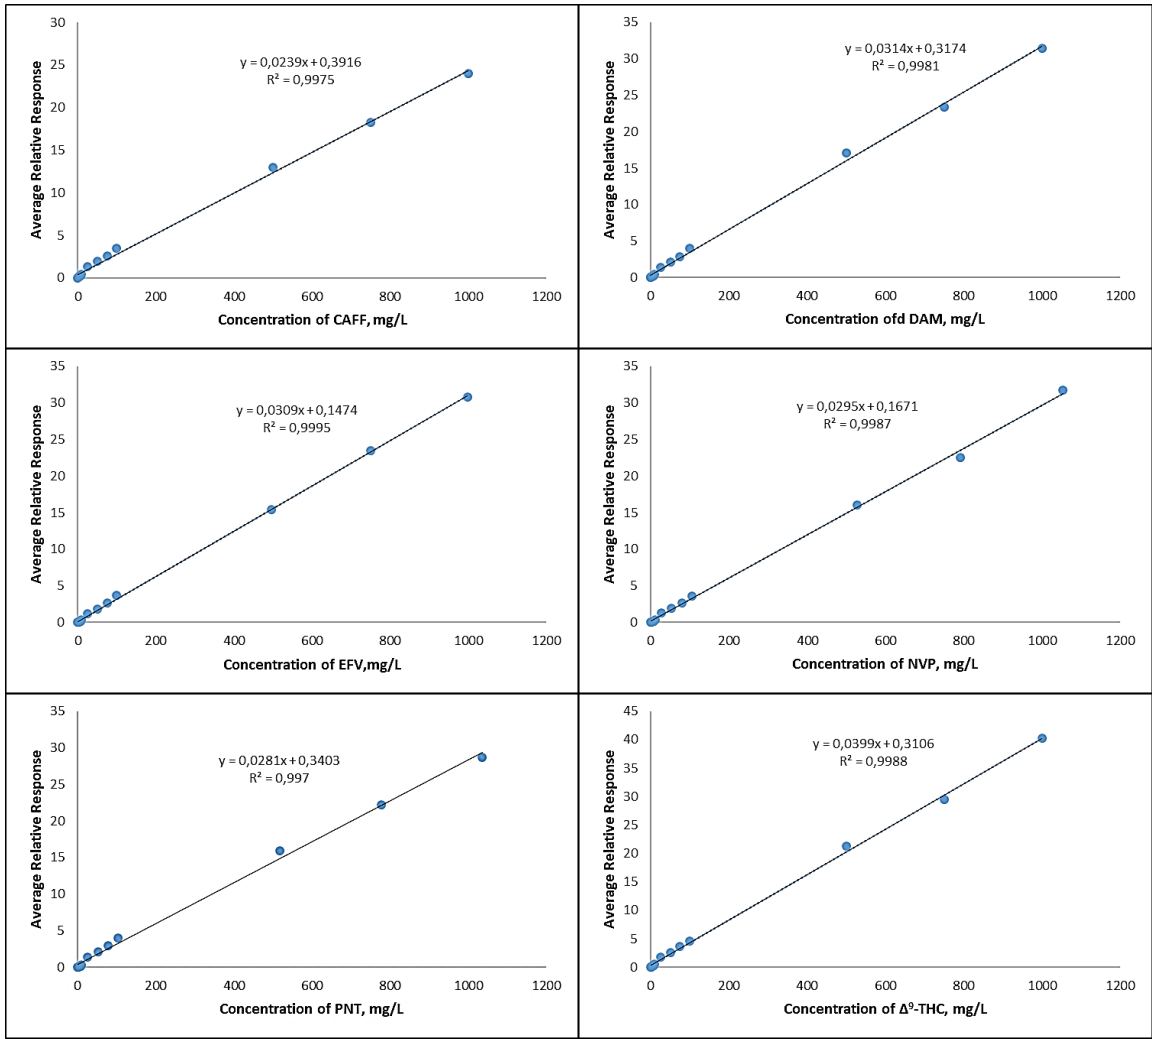 30
25
20
15
10
5
0
Average Relative Response
y = 0,0239x + 0,3916
R² = 0,9975
0 200 400 600 800 1000 1200
Concentration of CAFF, mg/L
35
30
25
20
15
10
5
0
Average Relative Response
y = 0,0314x + 0,3174
R² = 0,9981
0 200 400 600 800 1000 1200
Concentration ofd DAM, mg/L
35
30
25
20
15
10
5
0
Average Relative Response
y = 0,0309x + 0,1474
R² = 0,9995
0 200 400 600 800 1000 1200
Concentration of EFV,mg/L
35
30
25
20
15
10
5
0
Average Relative Response
y = 0,0295x + 0,1671
R² = 0,9987
0 200 400 600 800 1000 1200
Concentration of NVP, mg/L
35
30
25
20
15
10
5
0
Average Relative Response
y = 0,0281x + 0,3403
R² = 0,997
0 200 400 600 800 1000 1200
Concentration of PNT, mg/L
45
40
35
30
25
20
15
10
5
0
Average Relative Response
y = 0,0399x + 0,3106
R² = 0,9988
0 200 400 600 800 1000 1200
Concentration of Δ⁹-THC, mg/L